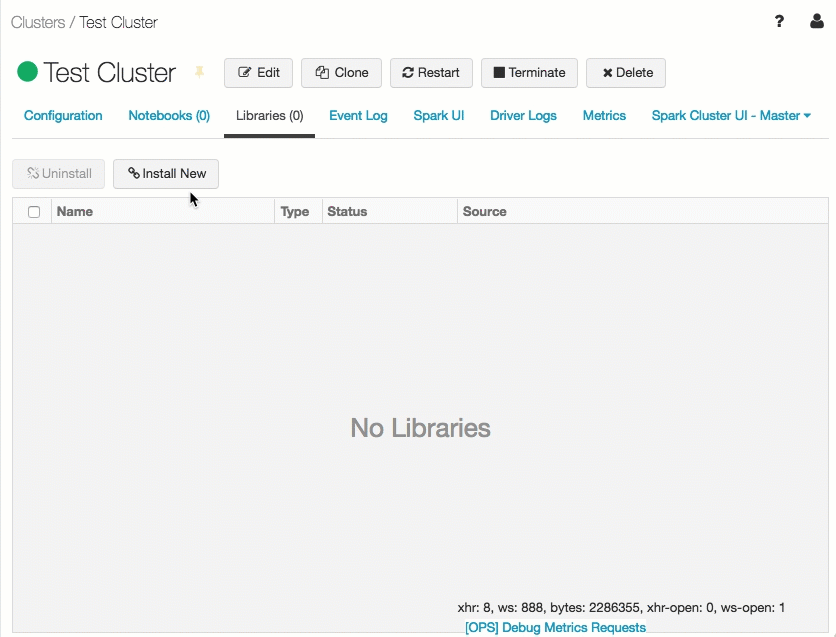 Clusters / Test Cluster
?
Test Cluster Edit Clone Restart Terminate Delete
Configuration Notebooks (0) Libraries (0) Event Log Spark UI Driver Logs Metrics Spark Cluster UI - Master
Uninstall Install New
Name Type Status Source
No Libraries
xhr: 8, ws: 888, bytes: 2286355, xhr-open: 0, ws-open: 1
[OPS] Debug Metrics Requests